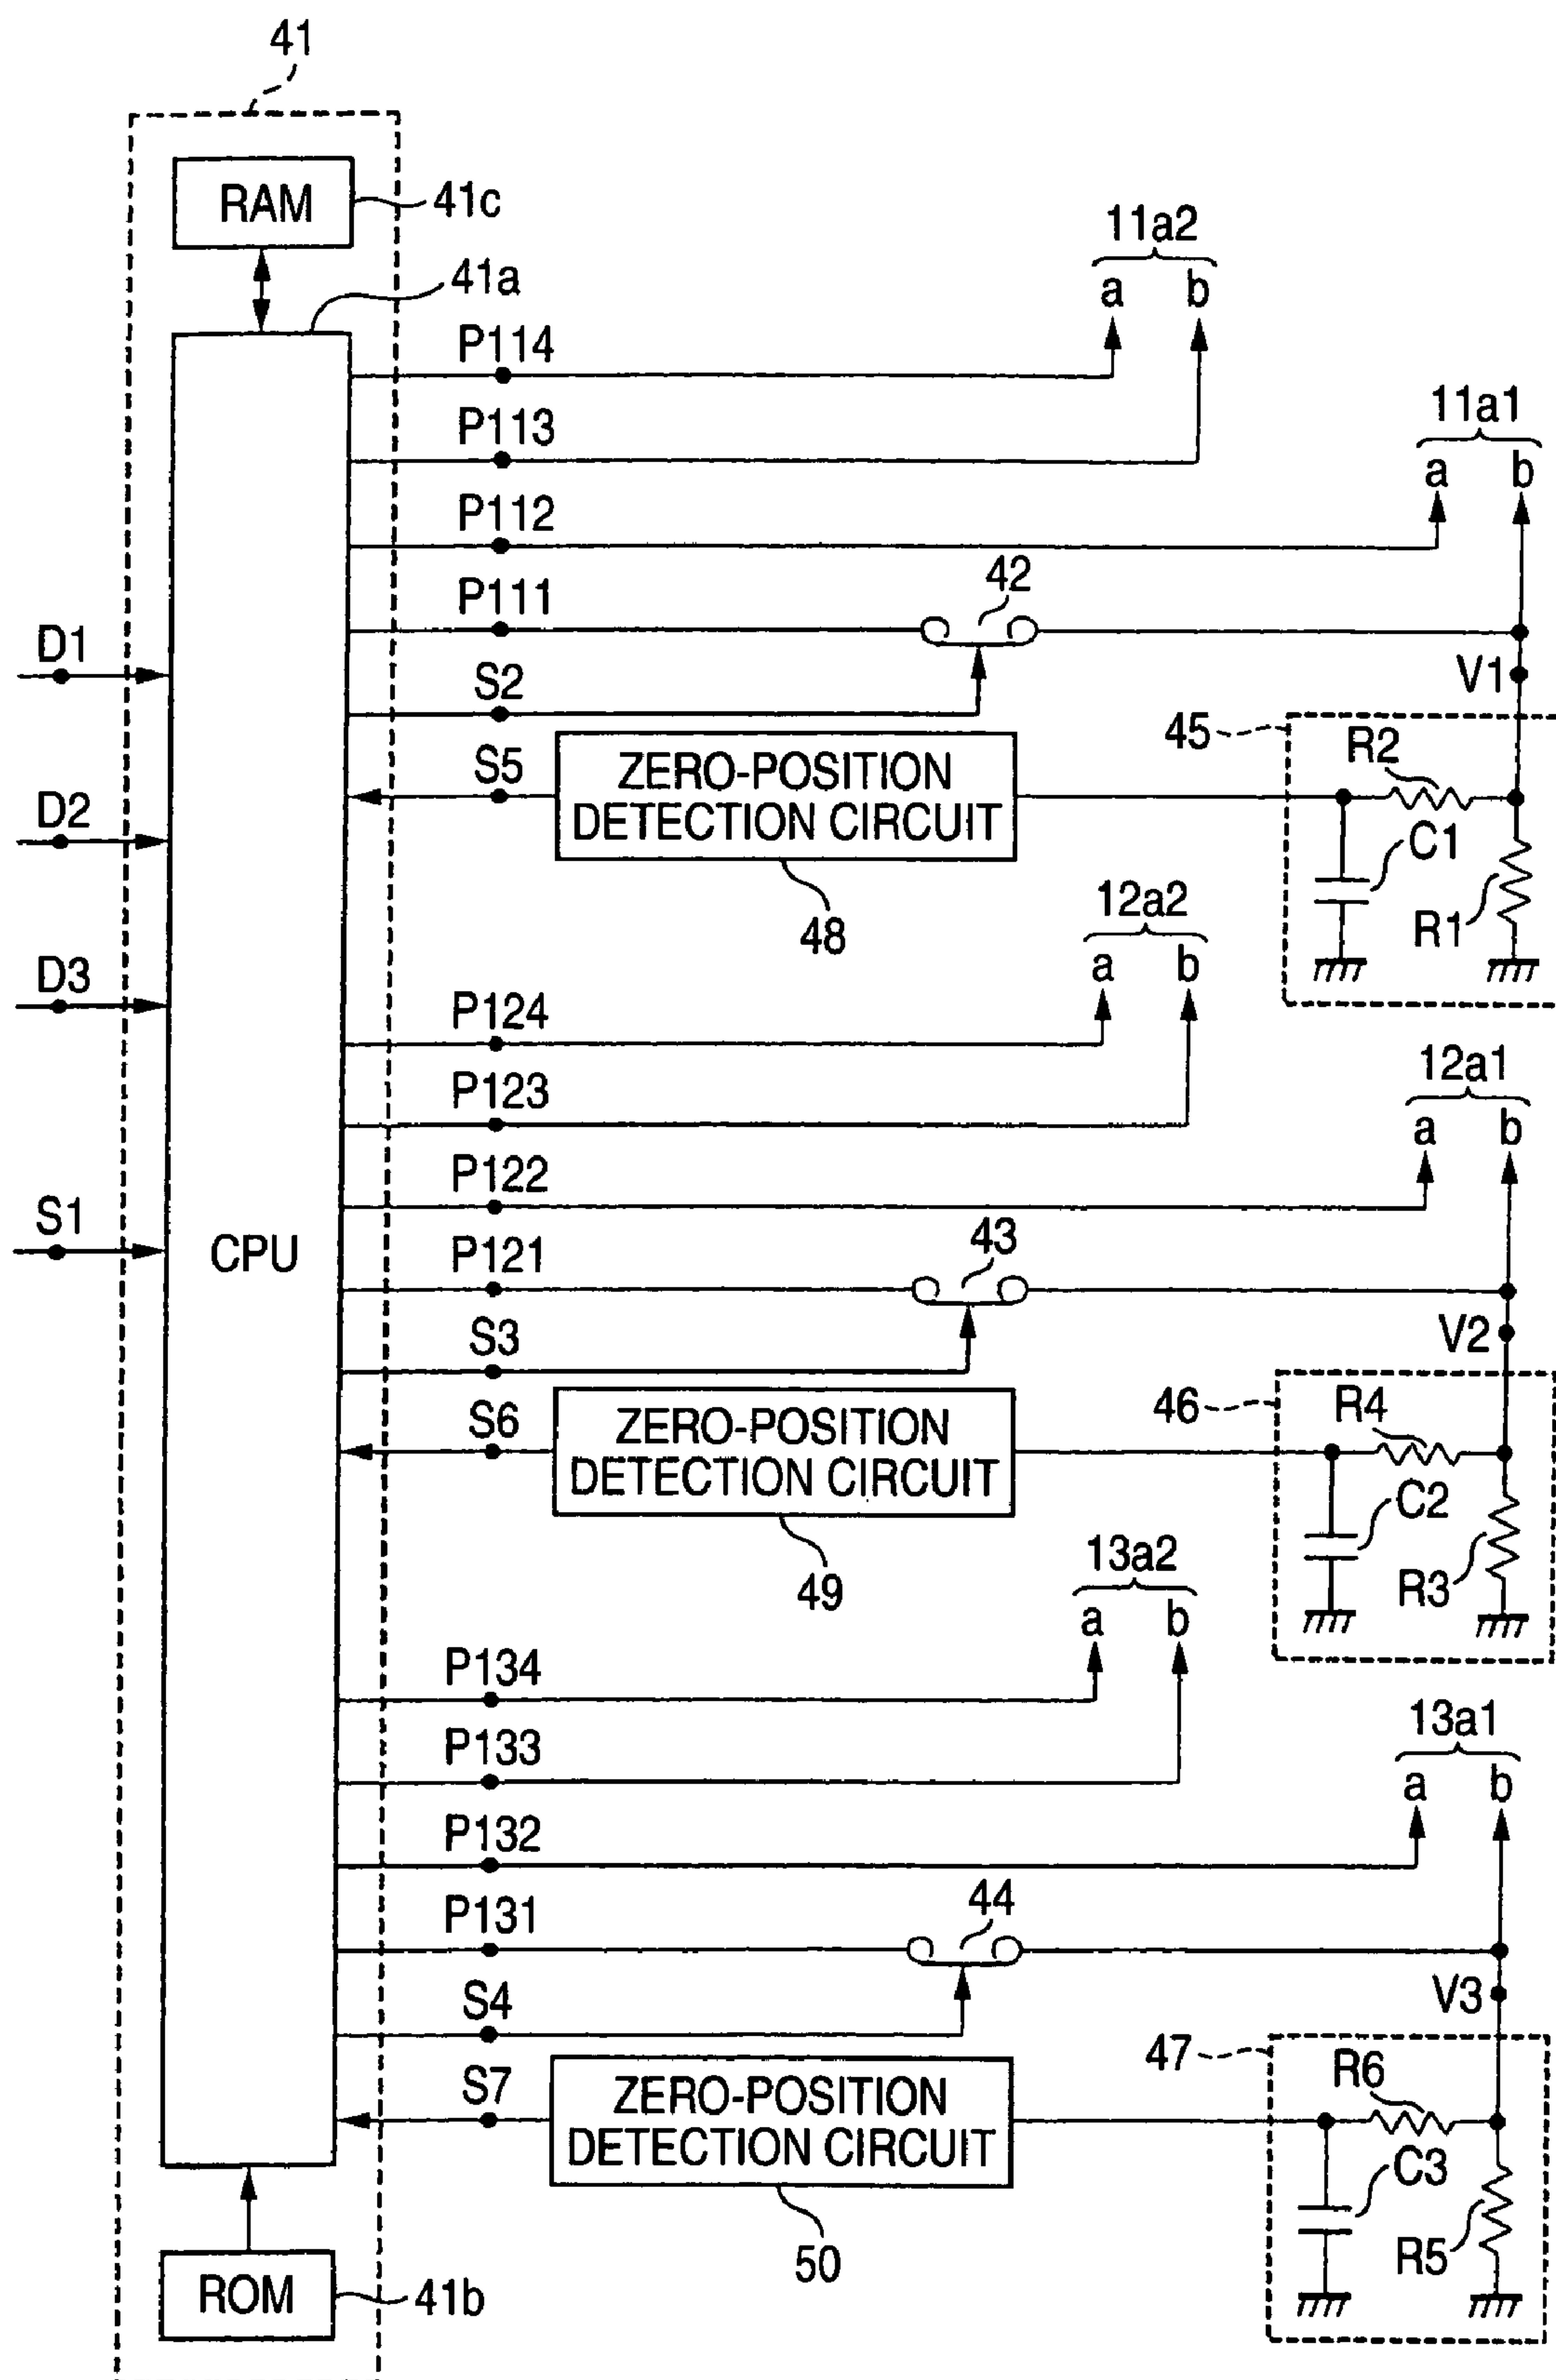 41
RAM
41c
41a
11a2
a b
P114
P113
11a1
a b
P112
P111
42
D1
S2
V1
45
R2
S5
ZERO-POSITION
DETECTION CIRCUIT
C1
R1
48
D2
12a2
a b
D3
P124
P123
12a1
a b
P122
S1
CPU
P121
43
S3
V2
46
R4
S6
ZERO-POSITION
DETECTION CIRCUIT
C2
R3
49
13a2
a b
P134
P133
13a1
a b
P132
P131
44
S4
V3
47
R6
S7
ZERO-POSITION
DETECTION CIRCUIT
C3
R5
50
ROM
41b